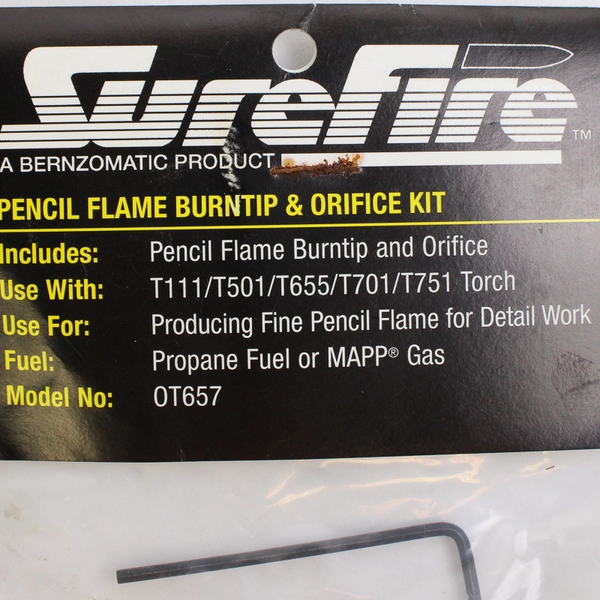 SureFire™
A BERNZOMATIC PRODUCT
PENCIL FLAME BURNTIP & ORIFICE KIT
Includes: Pencil Flame Burntip and Orifice
Use With: T111/T501/T655/T701/T751 Torch
Use For: Producing Fine Pencil Flame for Detail Work
Fuel: Propane Fuel or MAPP® Gas
Model No: OT657